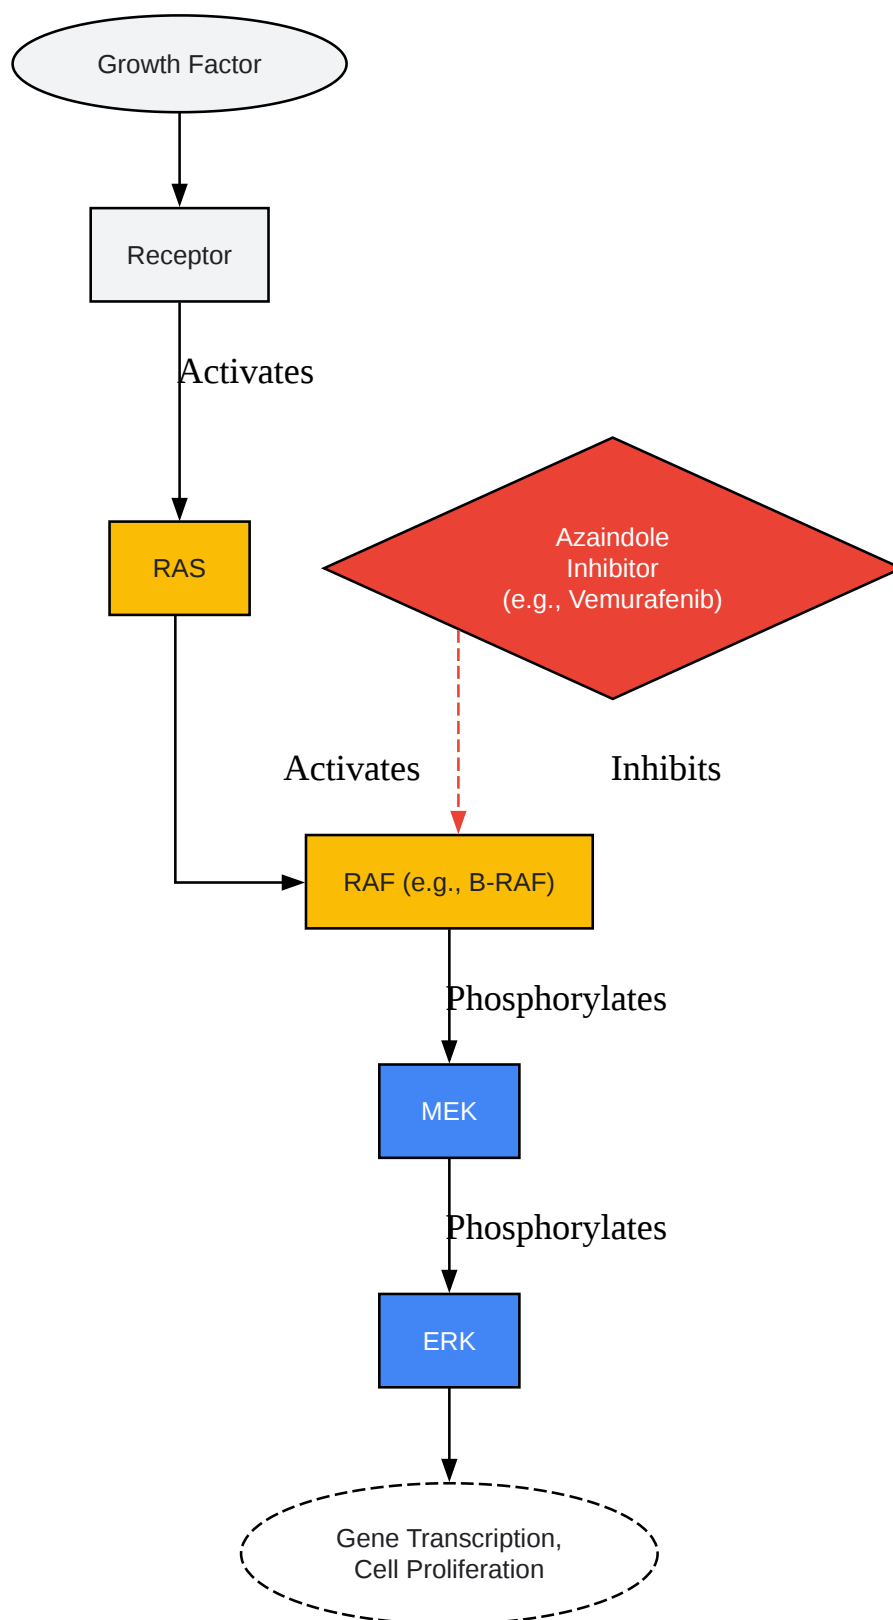 Growth Factor
Receptor
Activates
RAS
Azaindole
Inhibitor
(e.g., Vemurafenib)
Activates
Inhibits
RAF (e.g., B-RAF)
Phosphorylates
MEK
Phosphorylates
ERK
Gene Transcription,
Cell Proliferation